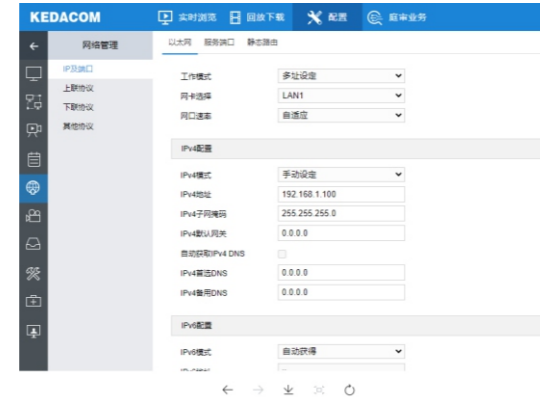 KEDACOM 实时浏览 回放下载 配置 庭审业务
网络管理 以太网 服务端口 静态路由
IP及端口
上联协议
下联协议
其他协议
工作模式 多址设定
网卡选择 LAN1
网口速率 自适应
IPv4配置
IPv4模式 手动设定
IPv4地址 192.168.1.100
IPv4子网掩码 255.255.255.0
IPv4默认网关 0.0.0.0
自动获取IPv4 DNS
IPv4首选DNS 0.0.0.0
IPv4备用DNS 0.0.0.0
IPv6配置
IPv6模式 自动获得